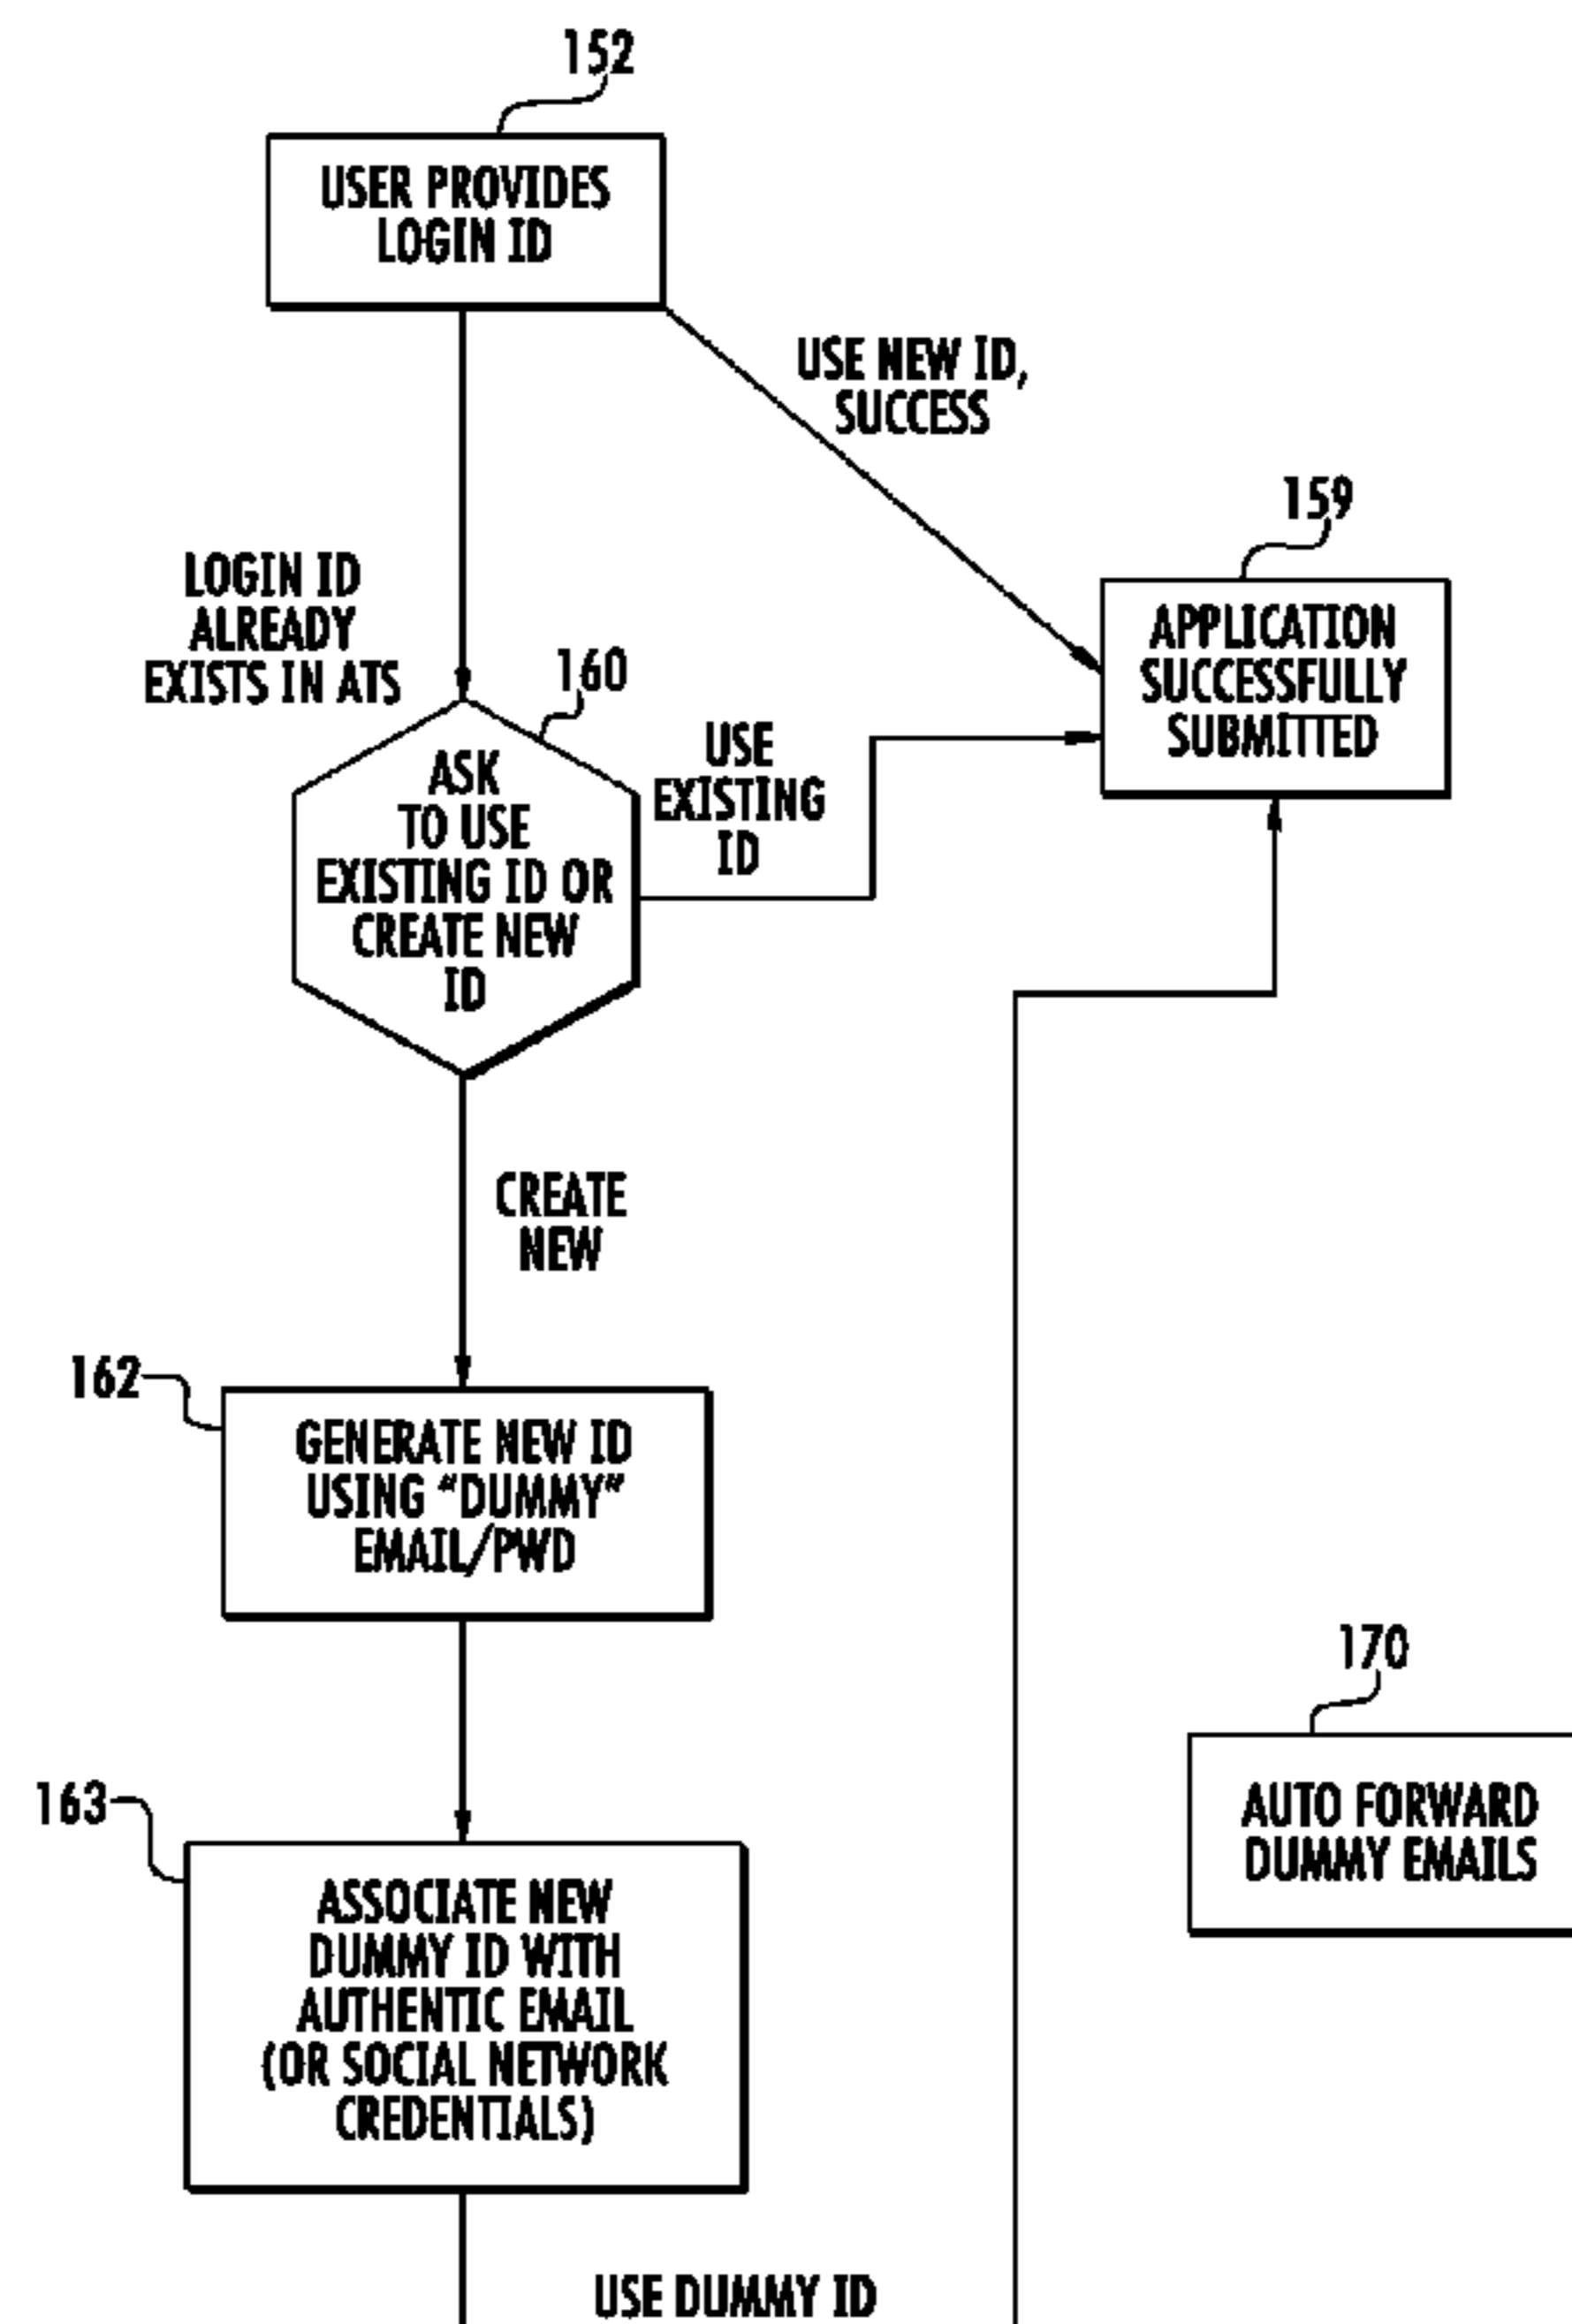 152
USER PROVIDES
LOGIN ID
USE NEW ID,
SUCCESS
159
APPLICATION
SUCCESSFULLY
SUBMITTED
LOGIN ID
ALREADY
EXISTS IN ATS
160
ASK
TO USE
EXISTING ID OR
CREATE NEW
ID
USE
EXISTING
ID
CREATE
NEW
162
GENERATE NEW ID
USING “DUMMY”
EMAIL/PWD
170
AUTO FORWARD
DUMMY EMAILS
163
ASSOCIATE NEW
DUMMY ID WITH
AUTHENTIC EMAIL
(OR SOCIAL NETWORK
CREDENTIALS)
USE DUMMY ID